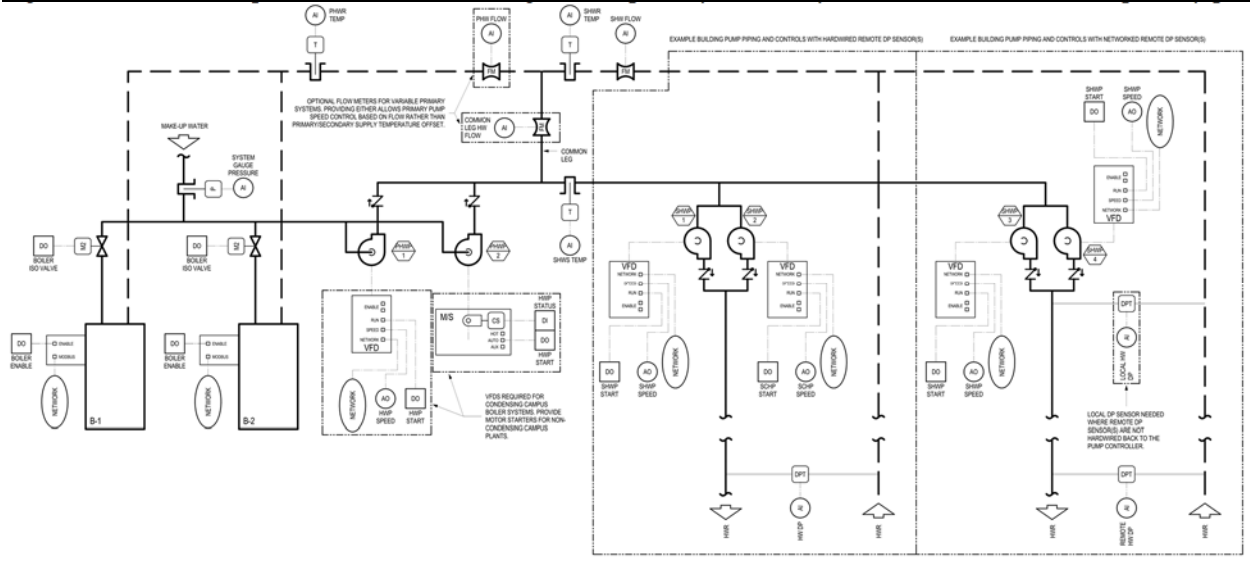 AI
PHWR
TEMP
T
PHW FLOW
AI
FM
AI
SHWR
TEMP
T
SHW FLOW
AI
FM
EXAMPLE BUILDING PUMP PIPING AND CONTROLS WITH HARDWIRED REMOTE DP SENSOR(S)
EXAMPLE BUILDING PUMP PIPING AND CONTROLS WITH NETWORKED REMOTE DP SENSOR(S)
OPTIONAL FLOW METERS FOR VARIABLE PRIMARY
SYSTEMS. PROVIDING EITHER ALLOWS PRIMARY PUMP
SPEED CONTROL BASED ON FLOW RATHER THAN
PRIMARY/SECONDARY SUPPLY TEMPERATURE OFFSET.
COMMON
LEG HW
FLOW
AI
FM
COMMON
LEG
MAKE-UP WATER
SYSTEM
GAUGE
PRESSURE
P
AI
T
AI
SHWS TEMP
DO
M2
BOILER
ISO VALVE
DO
M2
BOILER
ISO VALVE
PHWP
1
PHWP
2
SHWP
1
SHWP
2
SHWP
3
SHWP
4
SHWP
START
SHWP
SPEED
DO
AO
NETWORK
ENABLE
RUN
SPEED
NETWORK
VFD
DO
BOILER
ENABLE
ENABLE
MODBUS
NETWORK
B-1
DO
BOILER
ENABLE
ENABLE
MODBUS
NETWORK
B-2
ENABLE
RUN
SPEED
NETWORK
VFD
NETWORK
AO
HWP
SPEED
DO
HWP
START
M/S
CS
HOT
AUTO
AUX
HWP
STATUS
DI
DO
HWP
START
VFDS REQUIRED FOR
CONDENSING CAMPUS
BOILER SYSTEMS. PROVIDE
MOTOR STARTERS FOR NON-
CONDENSING CAMPUS
PLANTS.
VFD
NETWORK
SPEED
RUN
ENABLE
DO
SHWP
START
AO
SHWP
SPEED
NETWORK
VFD
NETWORK
SPEED
RUN
ENABLE
DO
SCHP
START
AO
SCHP
SPEED
NETWORK
VFD
NETWORK
SPEED
RUN
ENABLE
DO
SHWP
START
AO
SHWP
SPEED
NETWORK
DPT
AI
LOCAL HW
DP
LOCAL DP SENSOR NEEDED
WHERE REMOTE DP
SENSOR(S) ARE NOT
HARDWIRED BACK TO THE
PUMP CONTROLLER.
DPT
AI
HW DP
HWR
HWR
DPT
AI
REMOTE
HW DP
HWR
HWR